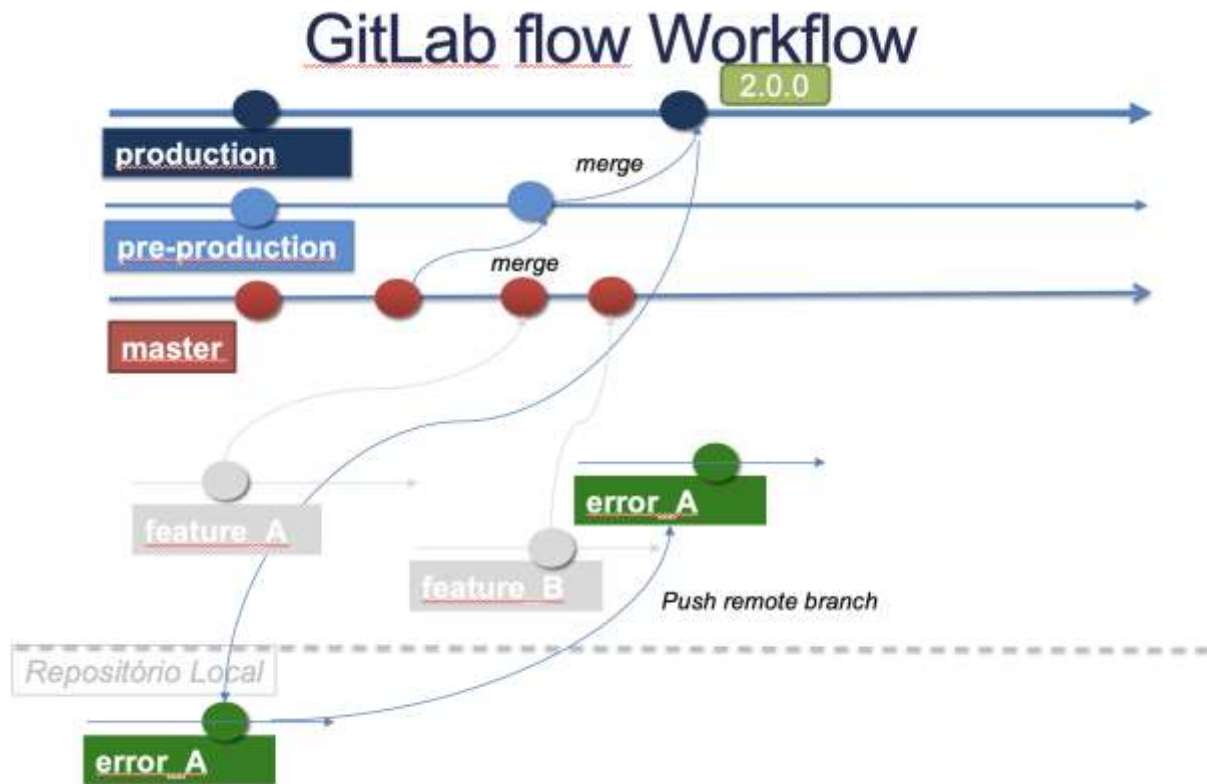 GitLab flow Workflow
2.0.0
production
merge
pre-production
merge
master
feature_A
error_A
feature_B
Push remote branch
Repositório Local
error_A